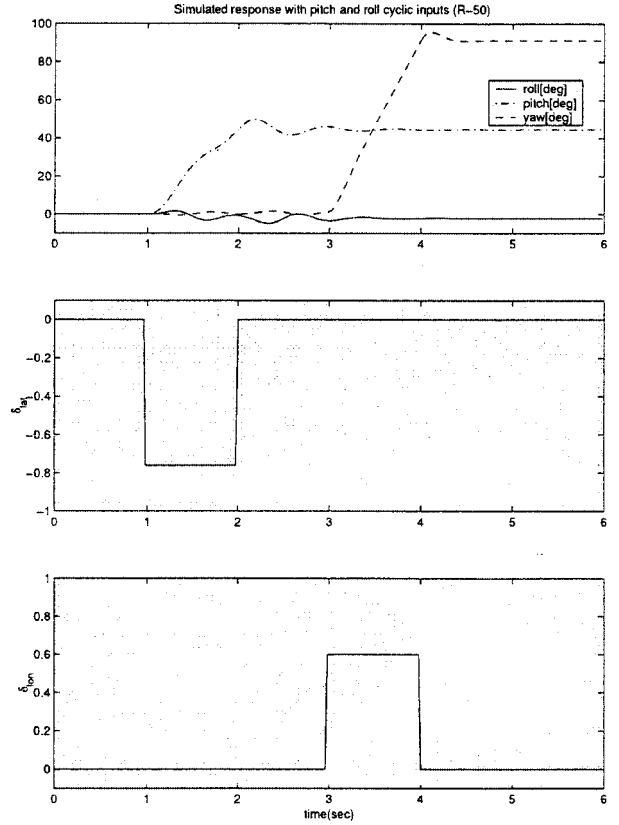 Simulated response with pitch and roll cyclic inputs (R-50)
100
80
60
40
20
0
roll[deg]
pitch[deg]
yaw[deg]
0 1 2 3 4 5 6
0
-0.2
-0.4
-0.6
-0.8
-1
δlat
0 1 2 3 4 5 6
1
0.8
0.6
0.4
0.2
0
δlon
0 1 2 3 4 5 6
time(sec)